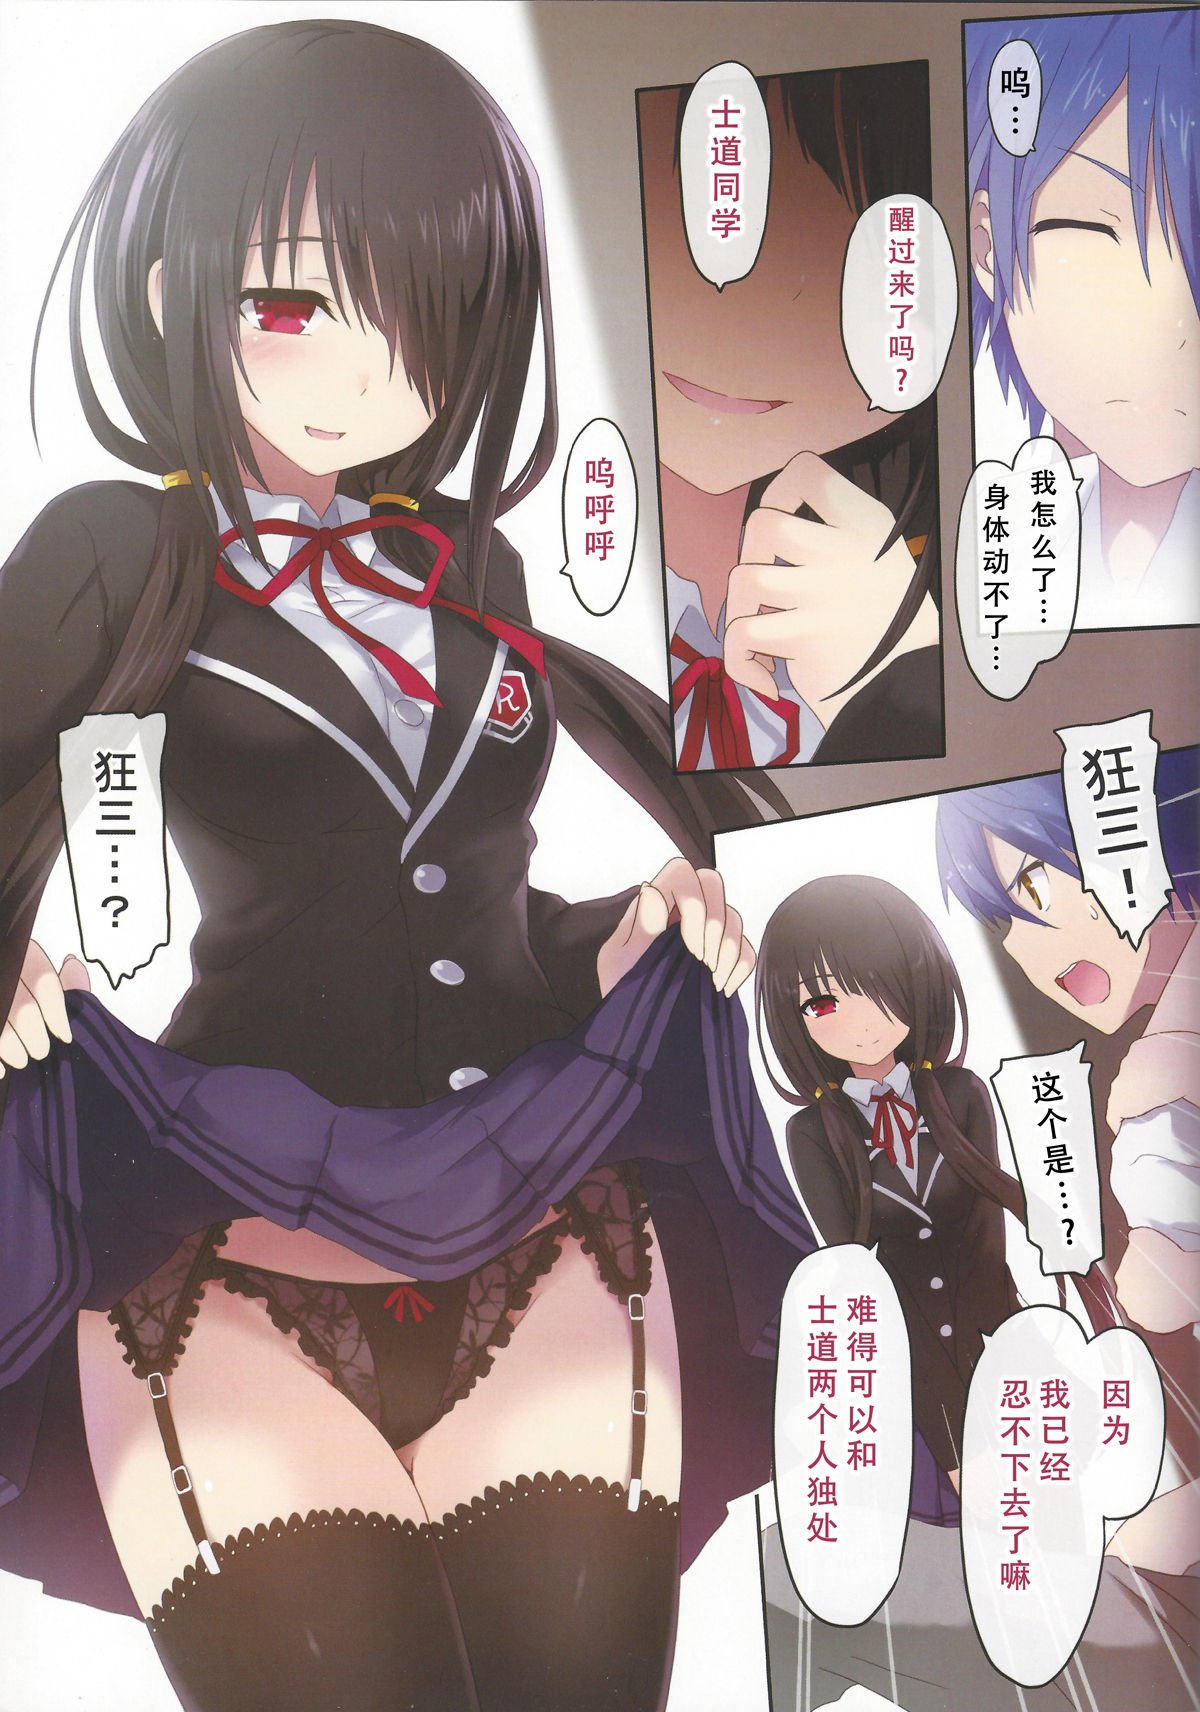 呜…
我怎么了…
身体动不了…
醒过来了吗?
士道同学
狂三!
这个是…?
因为
我已经
忍不下去了嘛
难得可以和
士道两个人独处
呜呼呼
狂三…?
R